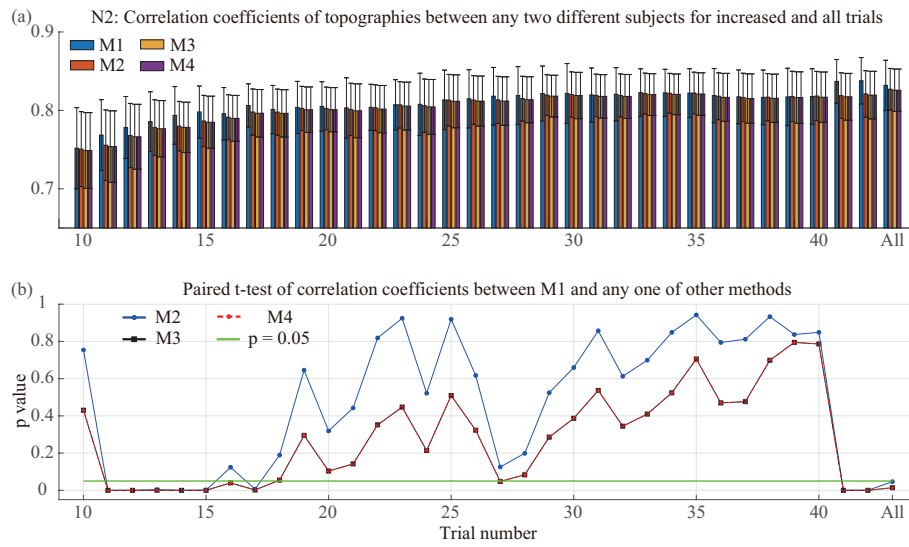 (a)
N2: Correlation coefficients of topographies between any two different subjects for increased and all trials
0.9
M1 M3
M2 M4
0.8
0.7
10 15 20 25 30 35 40 All
(b)
Paired t-test of correlation coefficients between M1 and any one of other methods
1
M2 M4
M3 p = 0.05
0.8
0.6
0.4
0.2
0
p value
10 15 20 25 30 35 40 All
Trial number